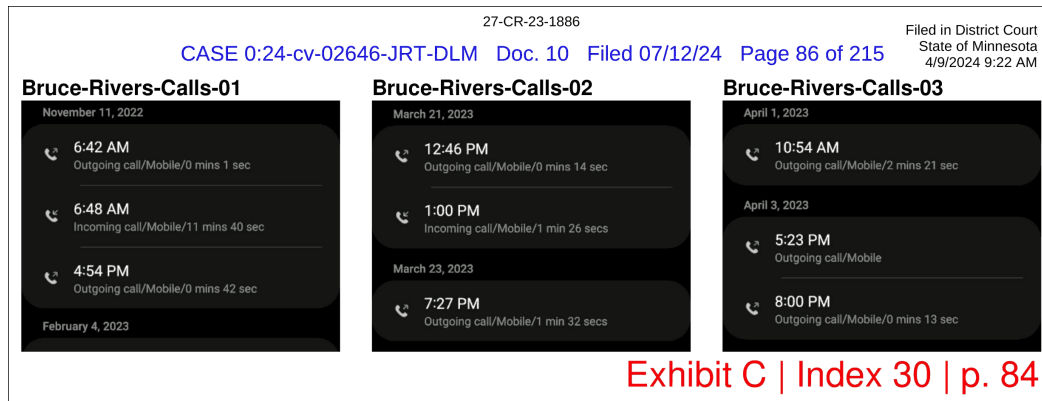 27-CR-23-1886
Filed in District Court
State of Minnesota
4/9/2024 9:22 AM
CASE 0:24-cv-02646-JRT-DLM Doc. 10 Filed 07/12/24 Page 86 of 215
Bruce-Rivers-Calls-01
November 11, 2022
6:42 AM
Outgoing call/Mobile/0 mins 1 sec
6:48 AM
Incoming call/Mobile/11 mins 40 sec
4:54 PM
Outgoing call/Mobile/0 mins 42 sec
February 4, 2023
Bruce-Rivers-Calls-02
March 21, 2023
12:46 PM
Outgoing call/Mobile/0 mins 14 sec
1:00 PM
Incoming call/Mobile/1 min 26 secs
March 23, 2023
7:27 PM
Outgoing call/Mobile/1 min 32 secs
Bruce-Rivers-Calls-03
April 1, 2023
10:54 AM
Outgoing call/Mobile/2 mins 21 sec
April 3, 2023
5:23 PM
Outgoing call/Mobile
8:00 PM
Outgoing call/Mobile/0 mins 13 sec
Exhibit C | Index 30 | p. 84